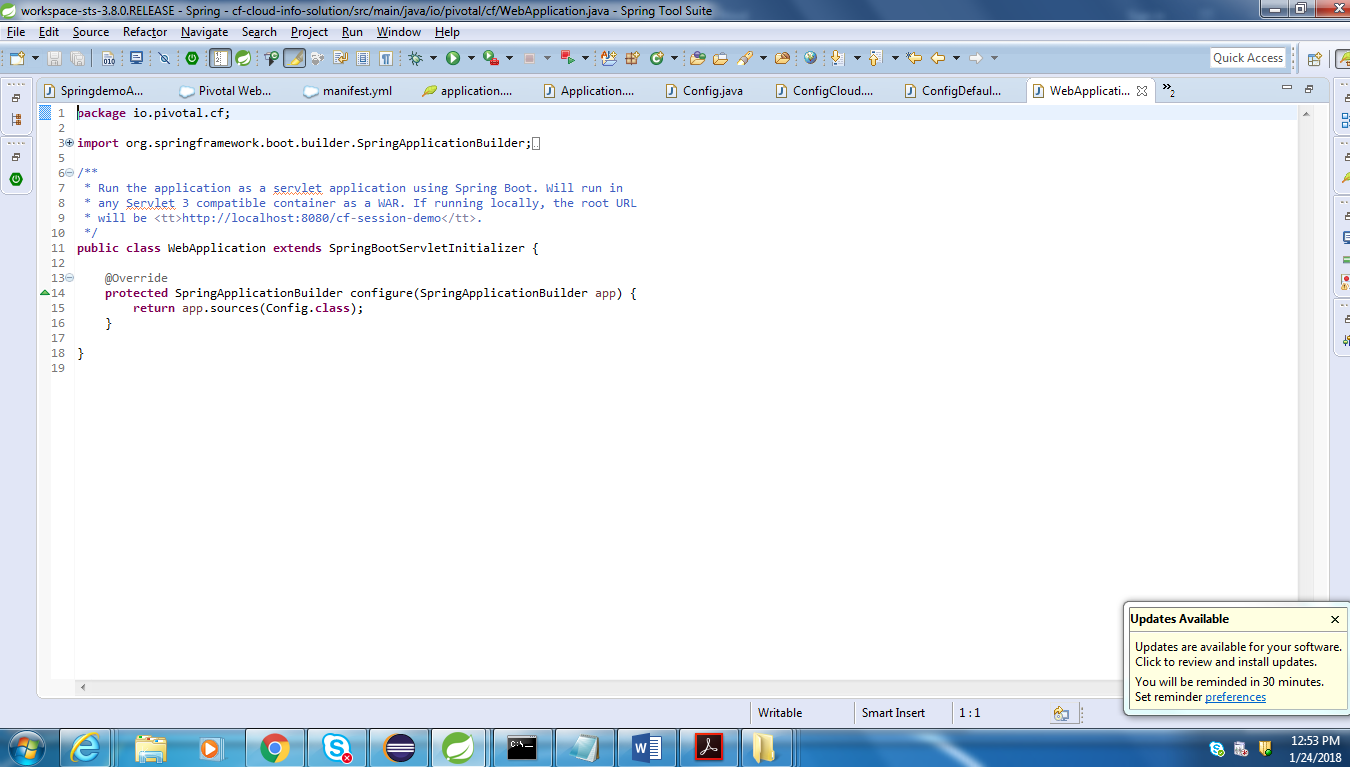 workspace-sts-3.8.0.RELEASE - Spring - cf-cloud-info-solution/src/main/java/io/pivotal/cf/WebApplication.java - Spring Tool Suite
File Edit Source Refactor Navigate Search Project Run Window Help
Quick Access
SpringdemoA... Pivotal Web... manifest.yml application.... Application.... Config.java ConfigCloud.... ConfigDefaul... WebApplicati... »2
1 package io.pivotal.cf;
2
3 import org.springframework.boot.builder.SpringApplicationBuilder;
5
6 /**
7 * Run the application as a servlet application using Spring Boot. Will run in
8 * any Servlet 3 compatible container as a WAR. If running locally, the root URL
9 * will be <tt>http://localhost:8080/cf-session-demo</tt>.
10 */
11 public class WebApplication extends SpringBootServletInitializer {
12
13 @Override
14 protected SpringApplicationBuilder configure(SpringApplicationBuilder app) {
15 return app.sources(Config.class);
16 }
17
18 }
19
Updates Available
Updates are available for your software.
Click to review and install updates.
You will be reminded in 30 minutes.
Set reminder preferences
Writable Smart Insert 1 : 1
12:53 PM
1/24/2018